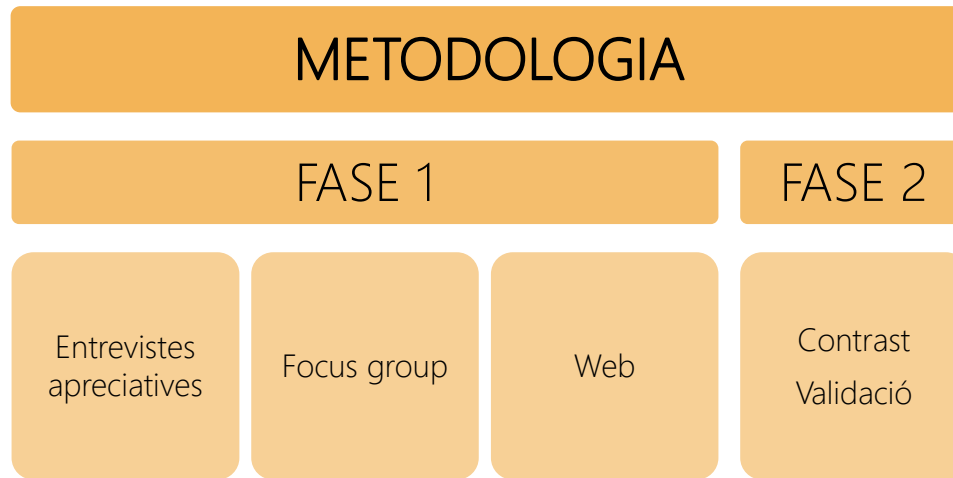 METODOLOGIA
FASE 1
FASE 2
Entrevistes
apreciatives
Focus group
Web
Contrast
Validació